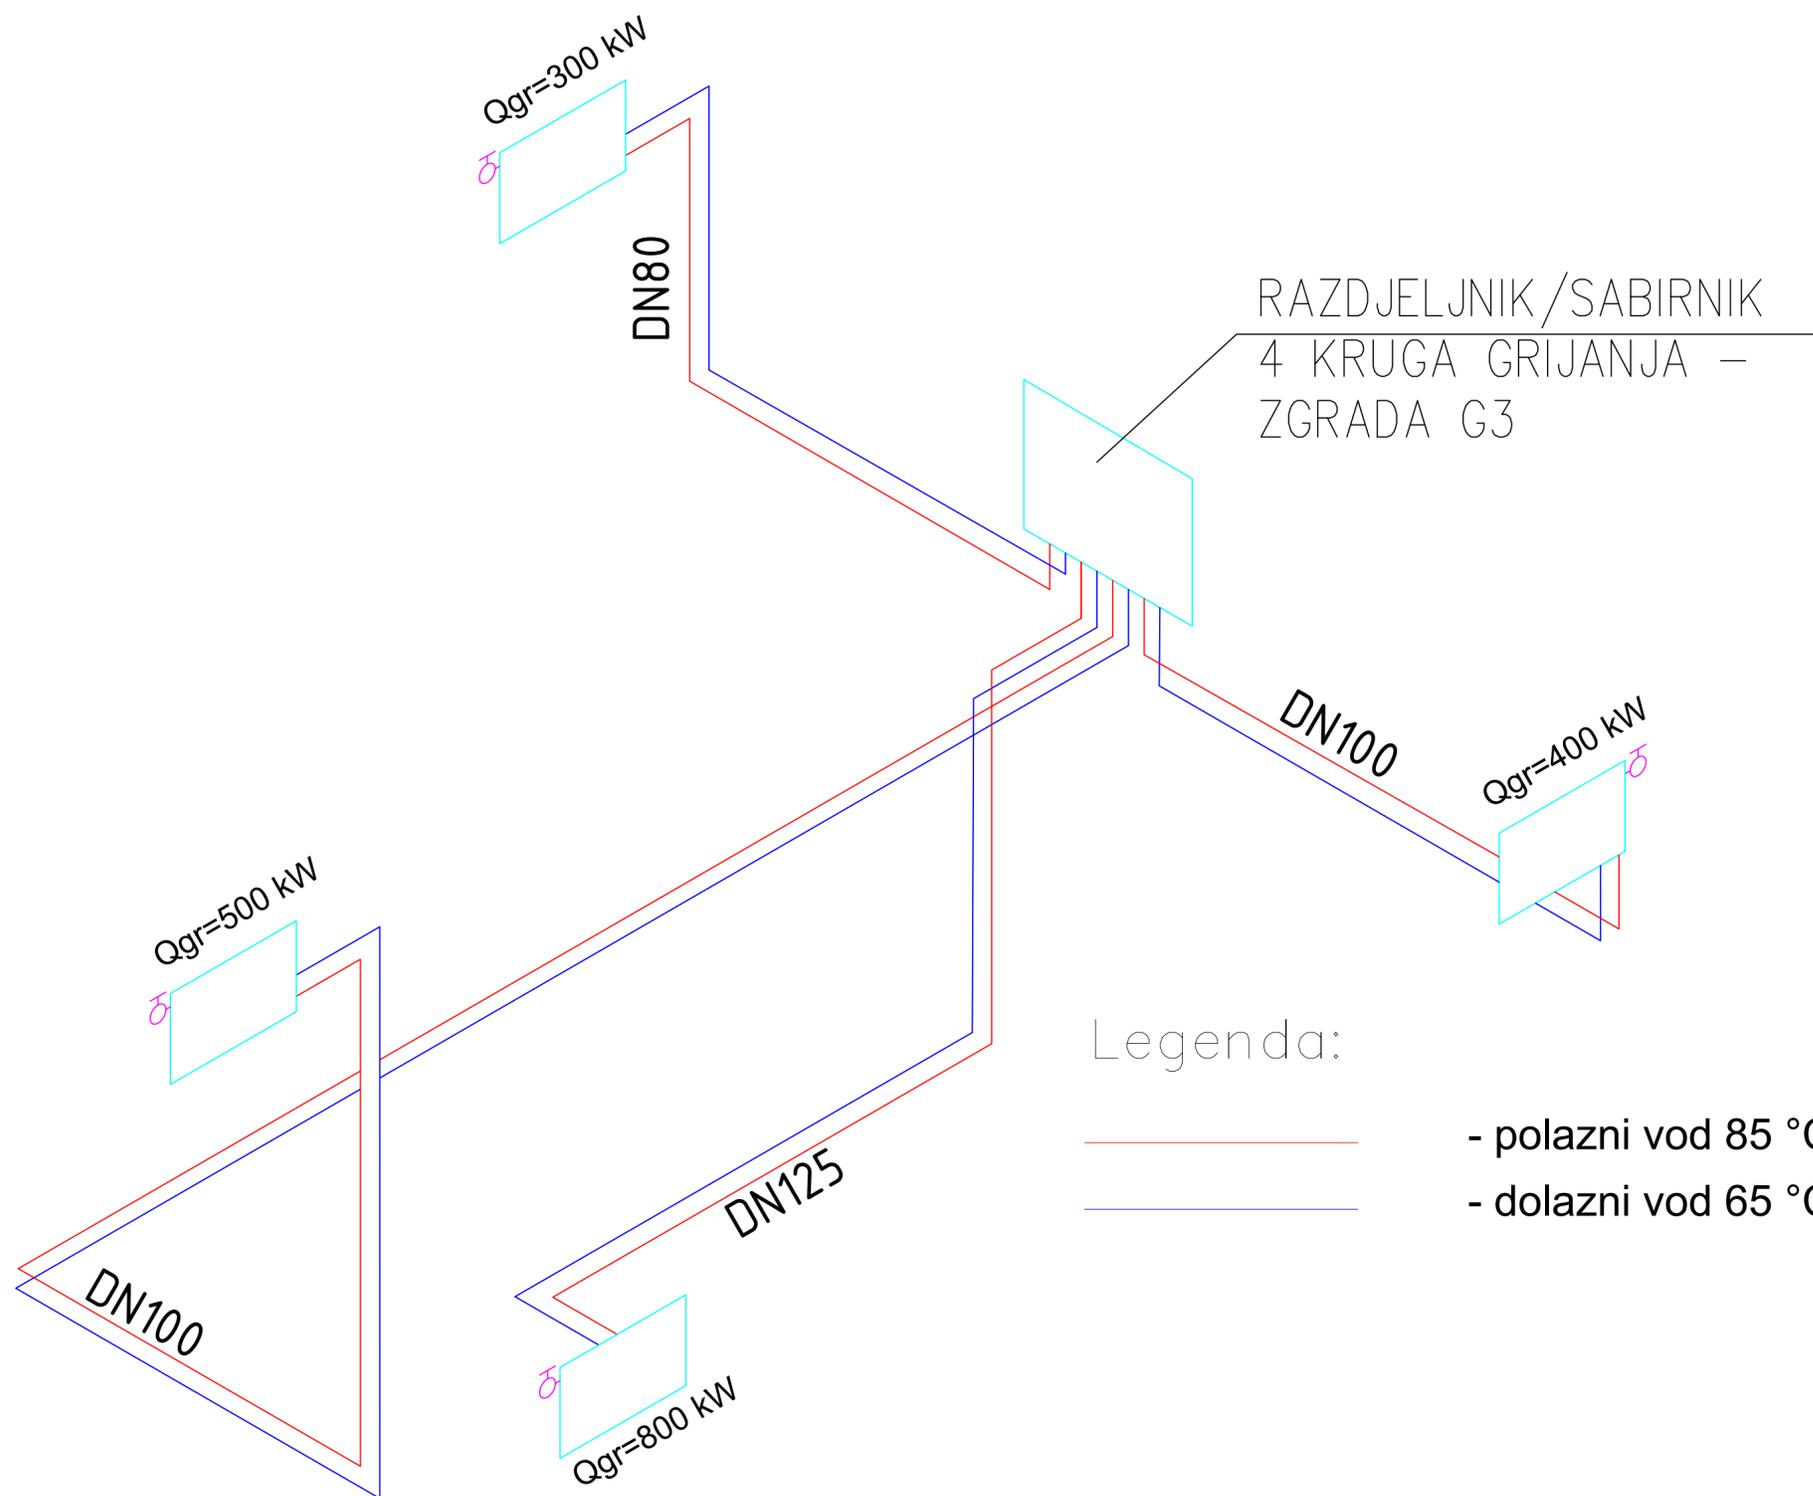 Qgr=300 kW
DN80
RAZDJELJNIK/SABIRNIK
4 KRUGA GRIJANJA –
ZGRADA G3
DN100
Qgr=400 kW
Qgr=500 kW
Legenda:
- polazni vod 85 °C
- dolazni vod 65 °C
DN125
DN100
Qgr=800 kW